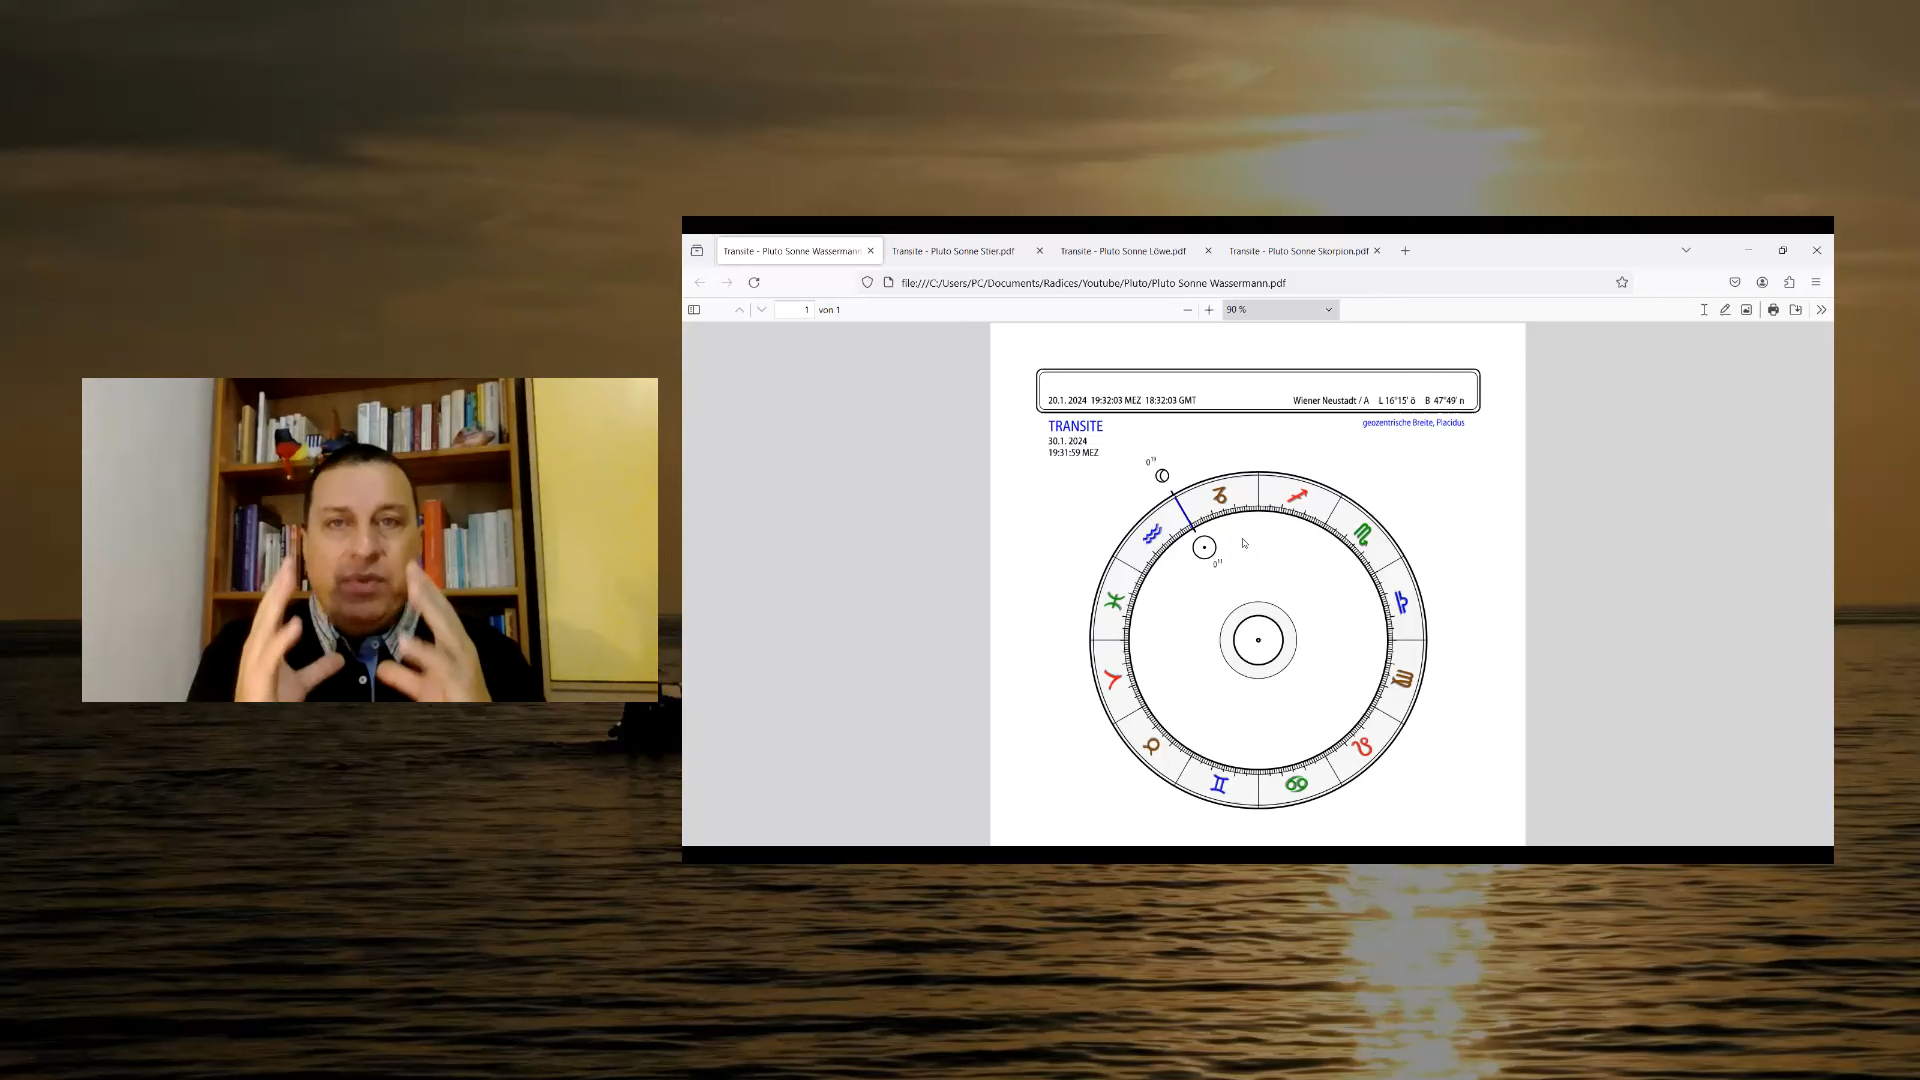 Transite - Pluto Sonne Wassermann
Transite - Pluto Sonne Stier.pdf
Transite - Pluto Sonne Löwe.pdf
Transite - Pluto Sonne Skorpion.pdf
file:///C:/Users/PC/Documents/Radices/Youtube/Pluto/Pluto Sonne Wassermann.pdf
1 von 1
90 %
20.1. 2024 19:32:03 MEZ 18:32:03 GMT
Wiener Neustadt / A L 16°15' ö B 47°49' n
TRANSITE
geozentrische Breite, Placidus
30.1. 2024
19:31:59 MEZ
0¹⁹
0¹¹